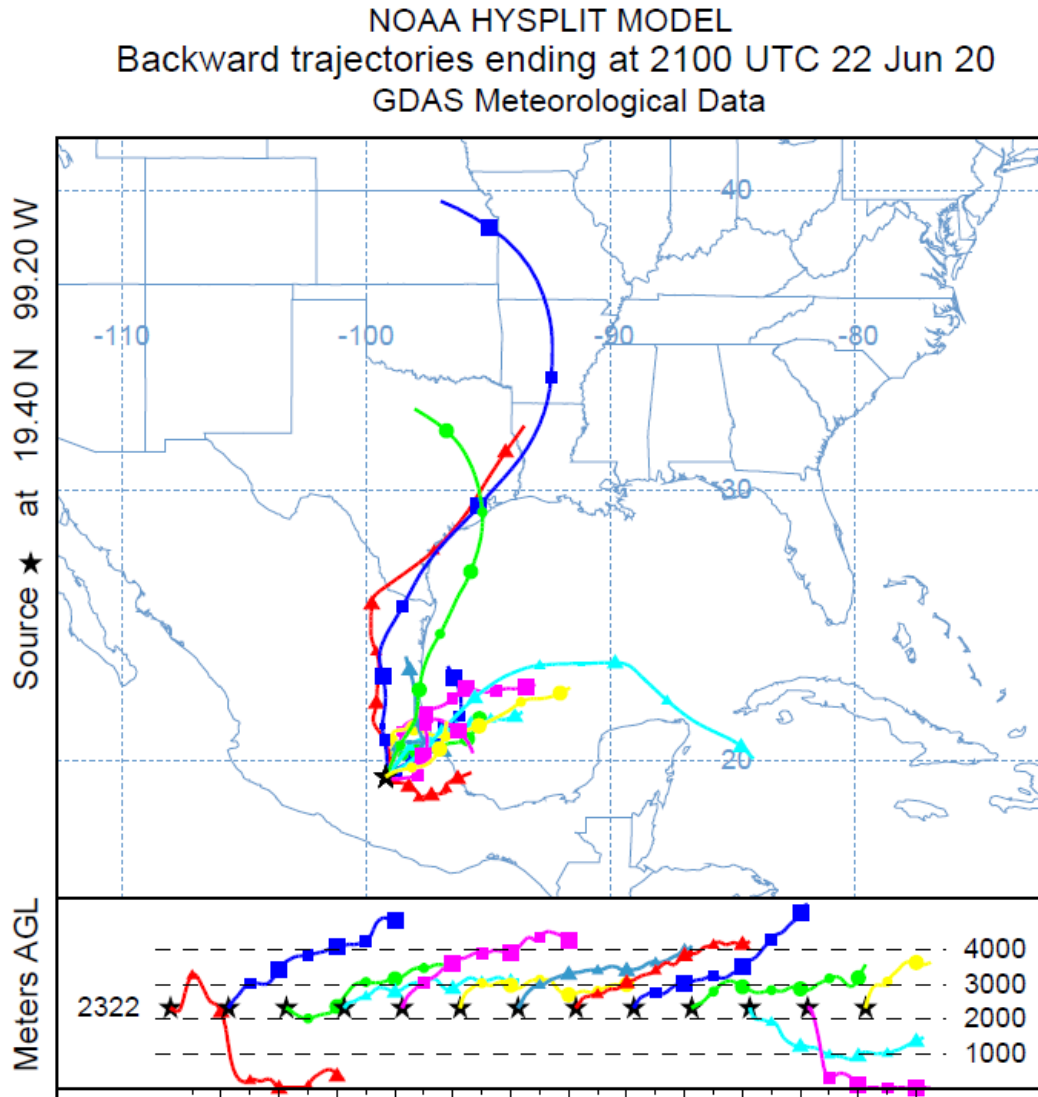 NOAA HYSPLIT MODEL
Backward trajectories ending at 2100 UTC 22 Jun 20
GDAS Meteorological Data
Source ★ at 19.40 N 99.20 W
40
-110
-100
-90
-80
30
20
Meters AGL
2322
4000
3000
2000
1000